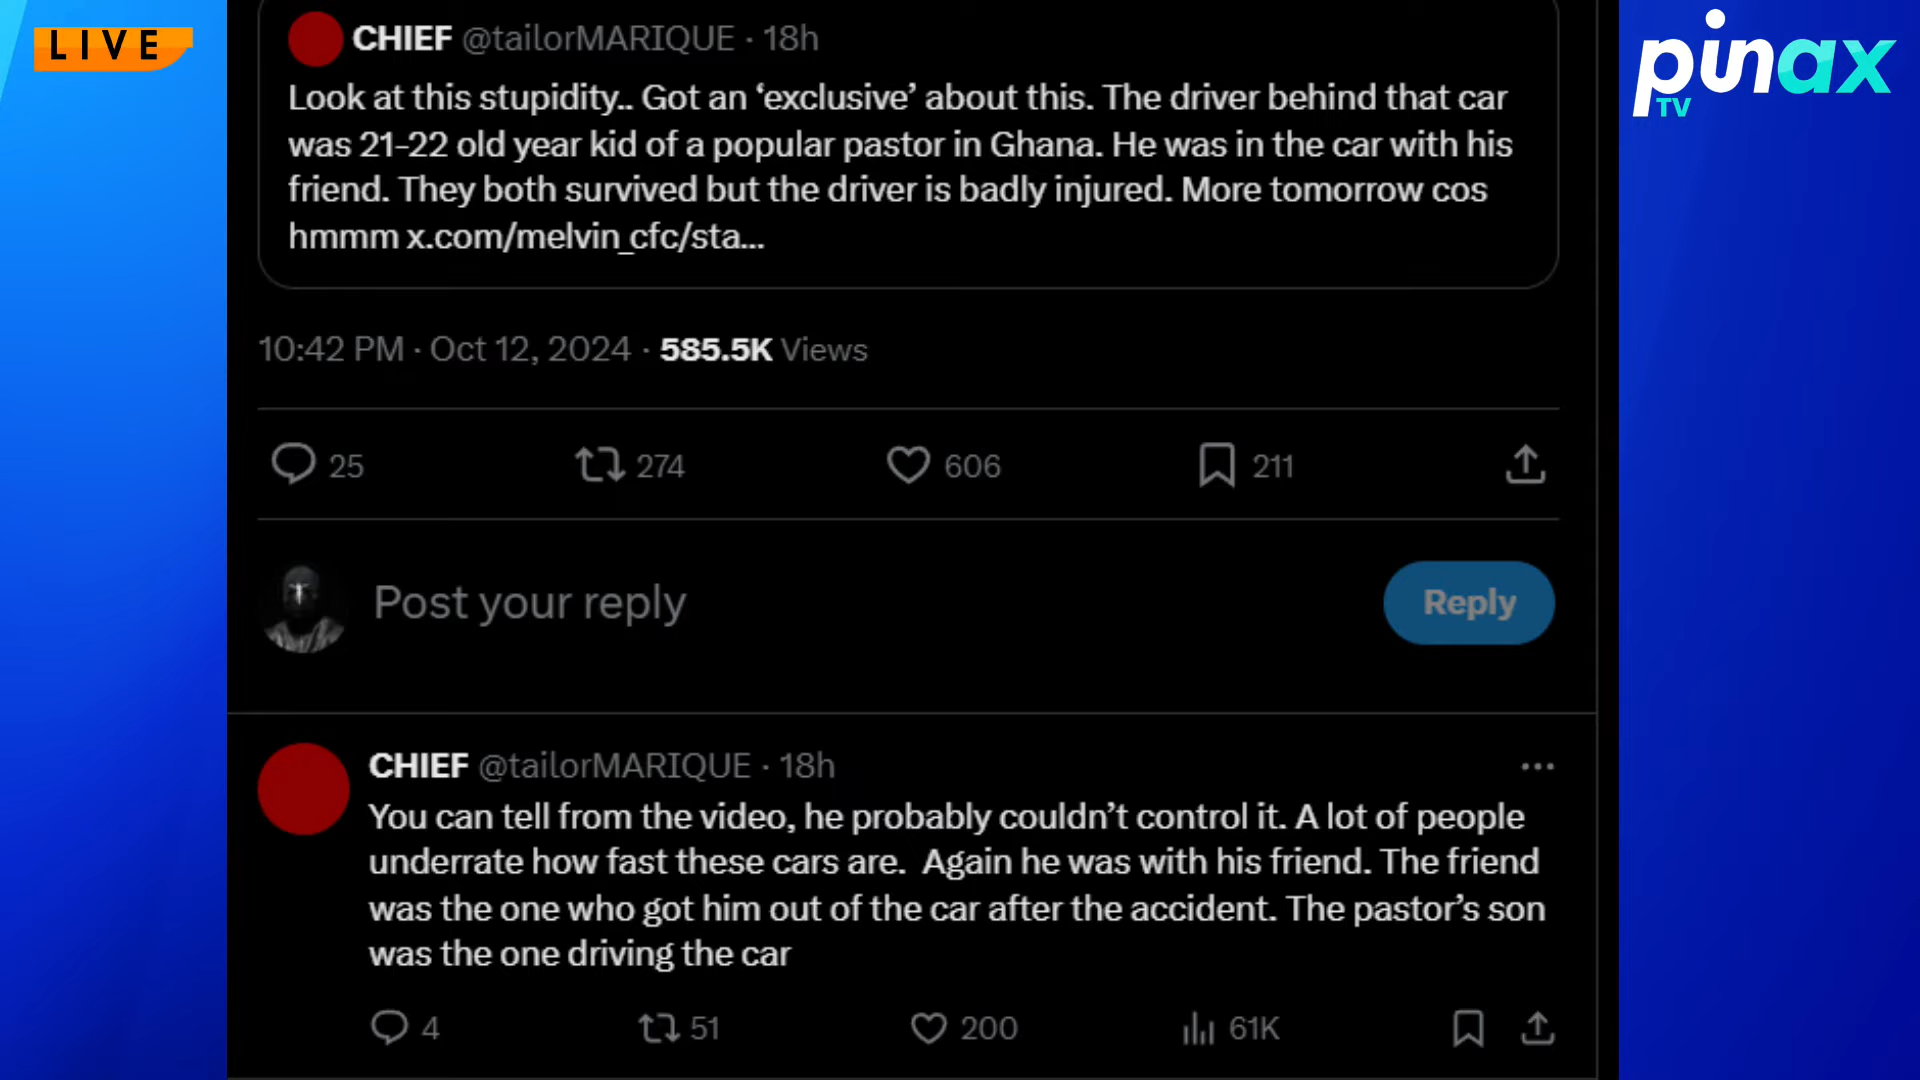 LIVE
pinax
TV
CHIEF @tailorMARIQUE · 18h
Look at this stupidity.. Got an ‘exclusive’ about this. The driver behind that car
was 21-22 old year kid of a popular pastor in Ghana. He was in the car with his
friend. They both survived but the driver is badly injured. More tomorrow cos
hmmm x.com/melvin_cfc/sta...
10:42 PM · Oct 12, 2024 · 585.5K Views
25 274 606 211
Post your reply
Reply
CHIEF @tailorMARIQUE · 18h
You can tell from the video, he probably couldn’t control it. A lot of people
underrate how fast these cars are. Again he was with his friend. The friend
was the one who got him out of the car after the accident. The pastor’s son
was the one driving the car
4 51 200 61K